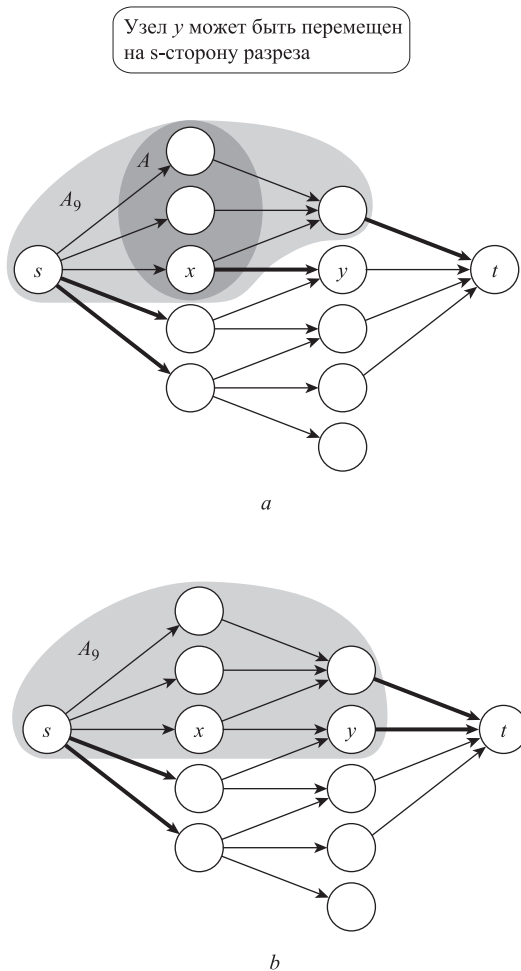 Узел y может быть перемещен
на s-сторону разреза
A
A₉
s
x
y
t
a
A₉
s
x
y
t
b